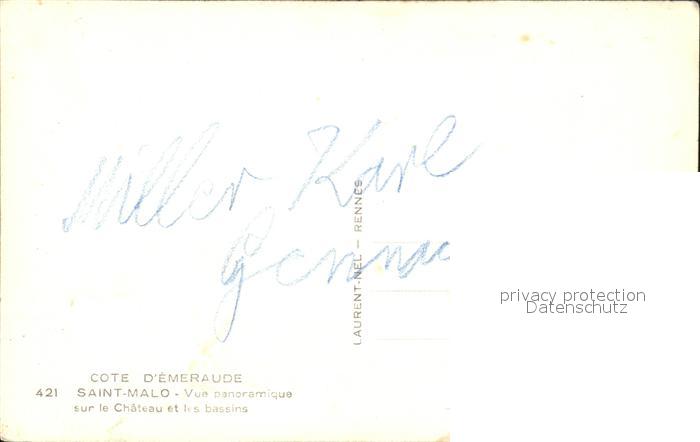 Miller Karl
LAURENT-NEL — RENNES
privacy protection
Datenschutz
COTE D'ÉMERAUDE
421 SAINT-MALO - Vue panoramique
sur le Château et les bassins